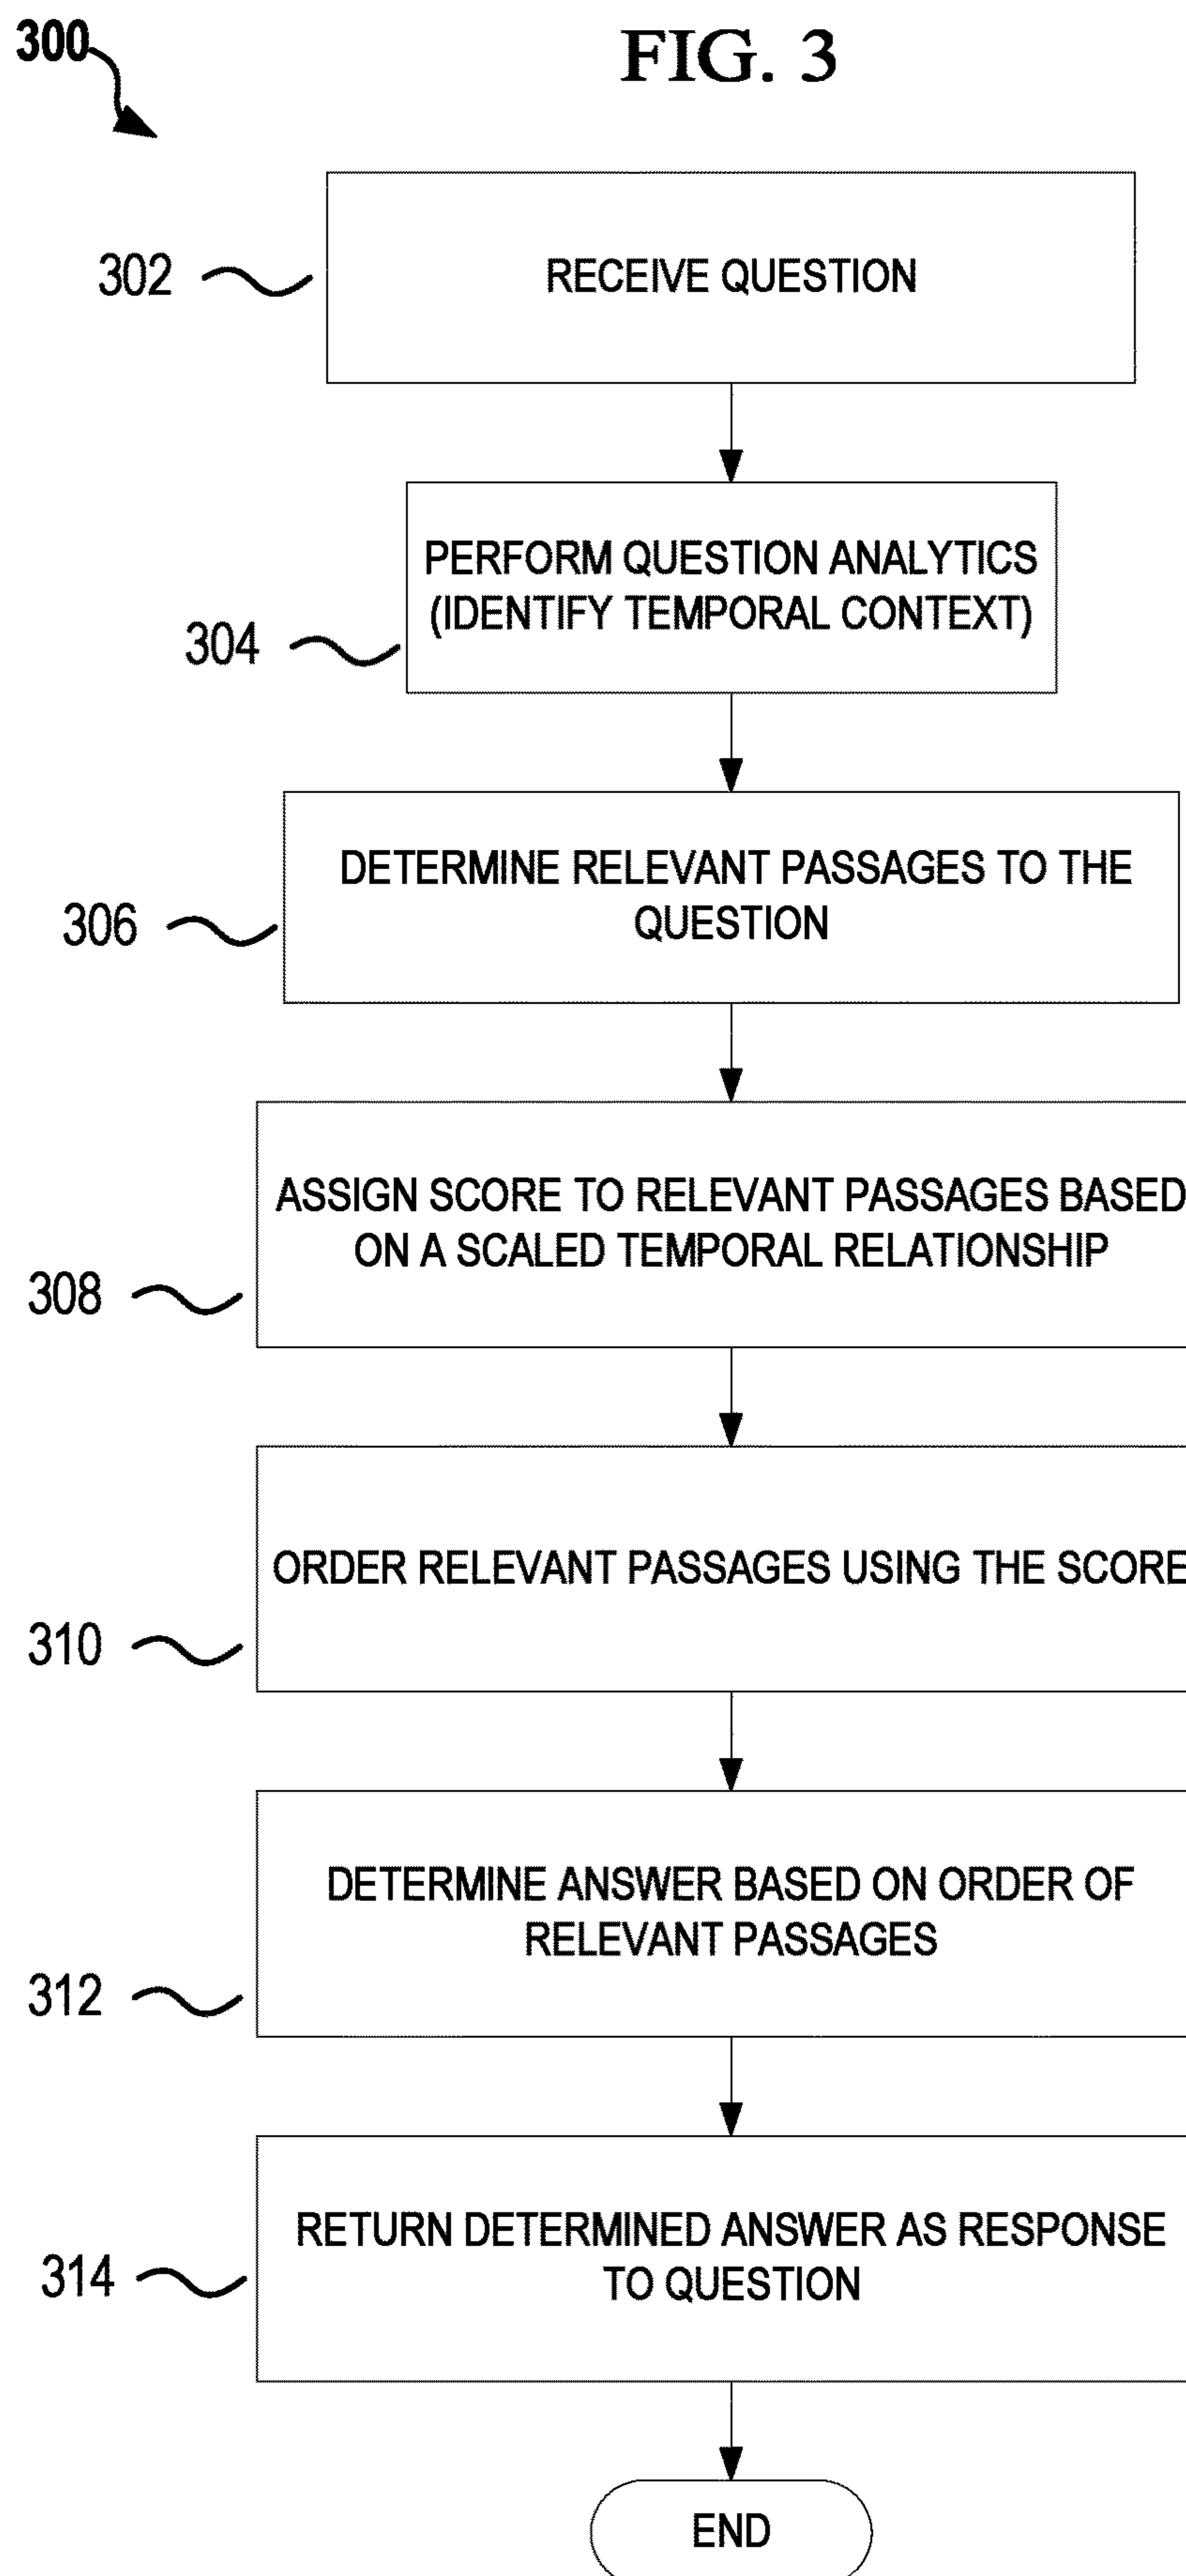 300
FIG. 3
302
RECEIVE QUESTION
PERFORM QUESTION ANALYTICS
(IDENTIFY TEMPORAL CONTEXT)
304
DETERMINE RELEVANT PASSAGES TO THE
QUESTION
306
ASSIGN SCORE TO RELEVANT PASSAGES BASED
ON A SCALED TEMPORAL RELATIONSHIP
308
ORDER RELEVANT PASSAGES USING THE SCORE
310
DETERMINE ANSWER BASED ON ORDER OF
RELEVANT PASSAGES
312
RETURN DETERMINED ANSWER AS RESPONSE
TO QUESTION
314
END